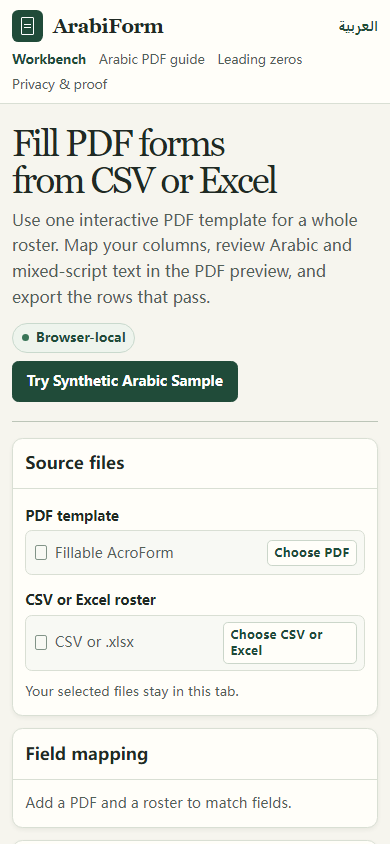 ArabiForm
العربية
Workbench Arabic PDF guide Leading zeros
Privacy & proof
Fill PDF forms
from CSV or Excel
Use one interactive PDF template for a whole
roster. Map your columns, review Arabic and
mixed-script text in the PDF preview, and
export the rows that pass.
Browser-local
Try Synthetic Arabic Sample
Source files
PDF template
Fillable AcroForm
Choose PDF
CSV or Excel roster
CSV or .xlsx
Choose CSV or
Excel
Your selected files stay in this tab.
Field mapping
Add a PDF and a roster to match fields.